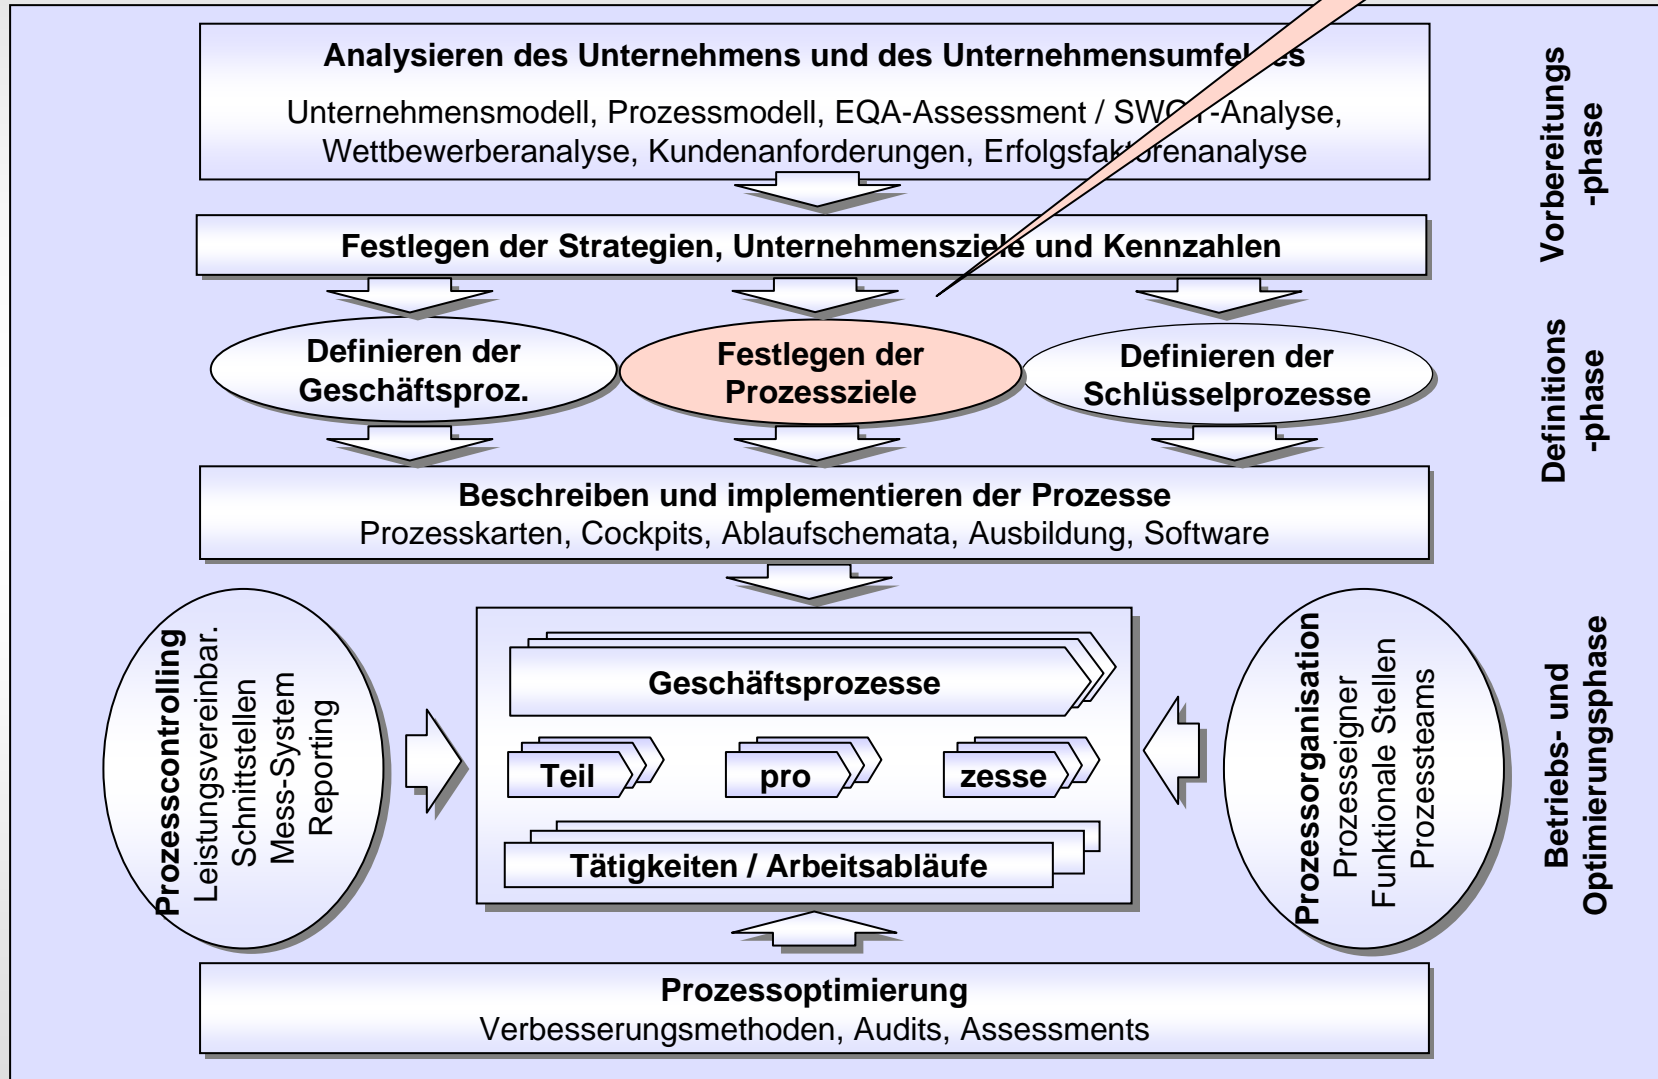 Analysieren des Unternehmens und des Unternehmensumfeldes
Unternehmensmodell, Prozessmodell, EQA-Assessment / SWOT-Analyse,
Wettbewerberanalyse, Kundenanforderungen, Erfolgsfaktorenanalyse
Vorbereitungs
-phase
Festlegen der Strategien, Unternehmensziele und Kennzahlen
Definieren der
Geschäftsproz.
Festlegen der
Prozessziele
Definieren der
Schlüsselprozesse
Definitions
-phase
Beschreiben und implementieren der Prozesse
Prozesskarten, Cockpits, Ablaufschemata, Ausbildung, Software
Prozesscontrolling
Leistungsvereinbar.
Schnittstellen
Mess-System
Reporting
Geschäftsprozesse
Teil
pro
zesse
Tätigkeiten / Arbeitsabläufe
Prozessorganisation
Prozesseigner
Funktionale Stellen
Prozessteams
Betriebs- und
Optimierungsphase
Prozessoptimierung
Verbesserungsmethoden, Audits, Assessments